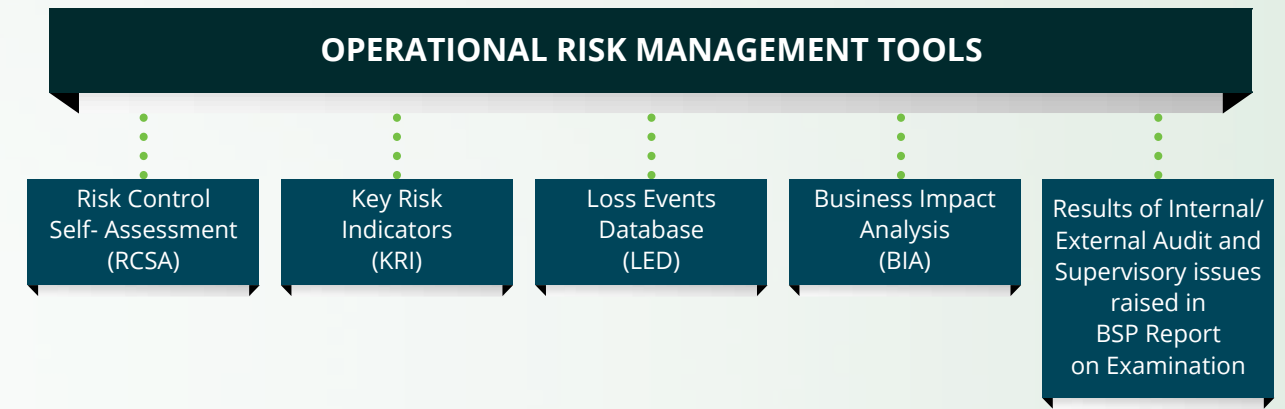 OPERATIONAL RISK MANAGEMENT TOOLS
Risk Control
Self- Assessment
(RCSA)
Key Risk
Indicators
(KRI)
Loss Events
Database
(LED)
Business Impact
Analysis
(BIA)
Results of Internal/
External Audit and
Supervisory issues
raised in
BSP Report
on Examination